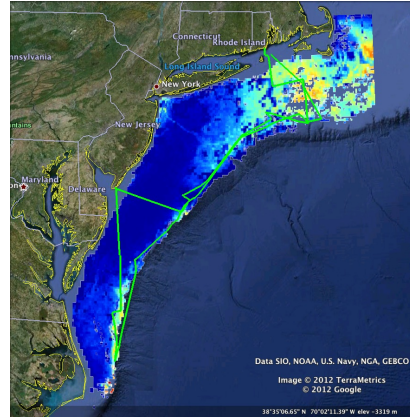 Connecticut
Rhode Island
Long Island Sound
New York
New Jersey
Maryland
Delaware
Data SIO, NOAA, U.S. Navy, NGA, GEBCO
Image © 2012 TerraMetrics
© 2012 Google
38°35'06.65" N 70°02'11.39" W elev -3319 m